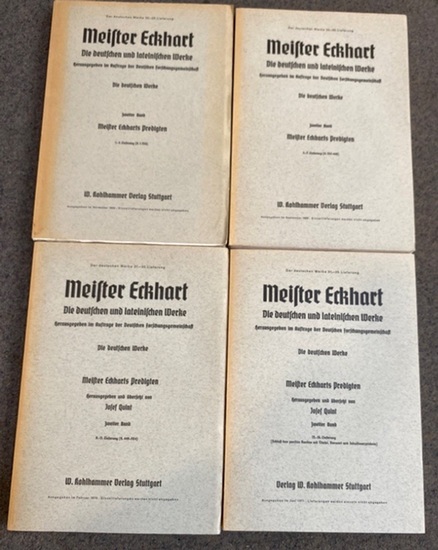 Meister Eckhart
Die deutschen und lateinischen Werke
Herausgegeben im Auftrage der Deutschen Forschungsgemeinschaft
Die deutschen Werke
Zweiter Band
Meister Eckharts Predigten
W. Kohlhammer Verlag Stuttgart
Meister Eckhart
Die deutschen und lateinischen Werke
Herausgegeben im Auftrage der Deutschen Forschungsgemeinschaft
Die deutschen Werke
Zweiter Band
Meister Eckharts Predigten
W. Kohlhammer Verlag Stuttgart
Meister Eckhart
Die deutschen und lateinischen Werke
Herausgegeben im Auftrage der Deutschen Forschungsgemeinschaft
Die deutschen Werke
Meister Eckharts Predigten
Herausgegeben und übersetzt von
Josef Quint
Zweiter Band
W. Kohlhammer Verlag Stuttgart
Meister Eckhart
Die deutschen und lateinischen Werke
Herausgegeben im Auftrage der Deutschen Forschungsgemeinschaft
Die deutschen Werke
Meister Eckharts Predigten
Herausgegeben und übersetzt von
Josef Quint
Zweiter Band
Verlag W. Kohlhammer Stuttgart